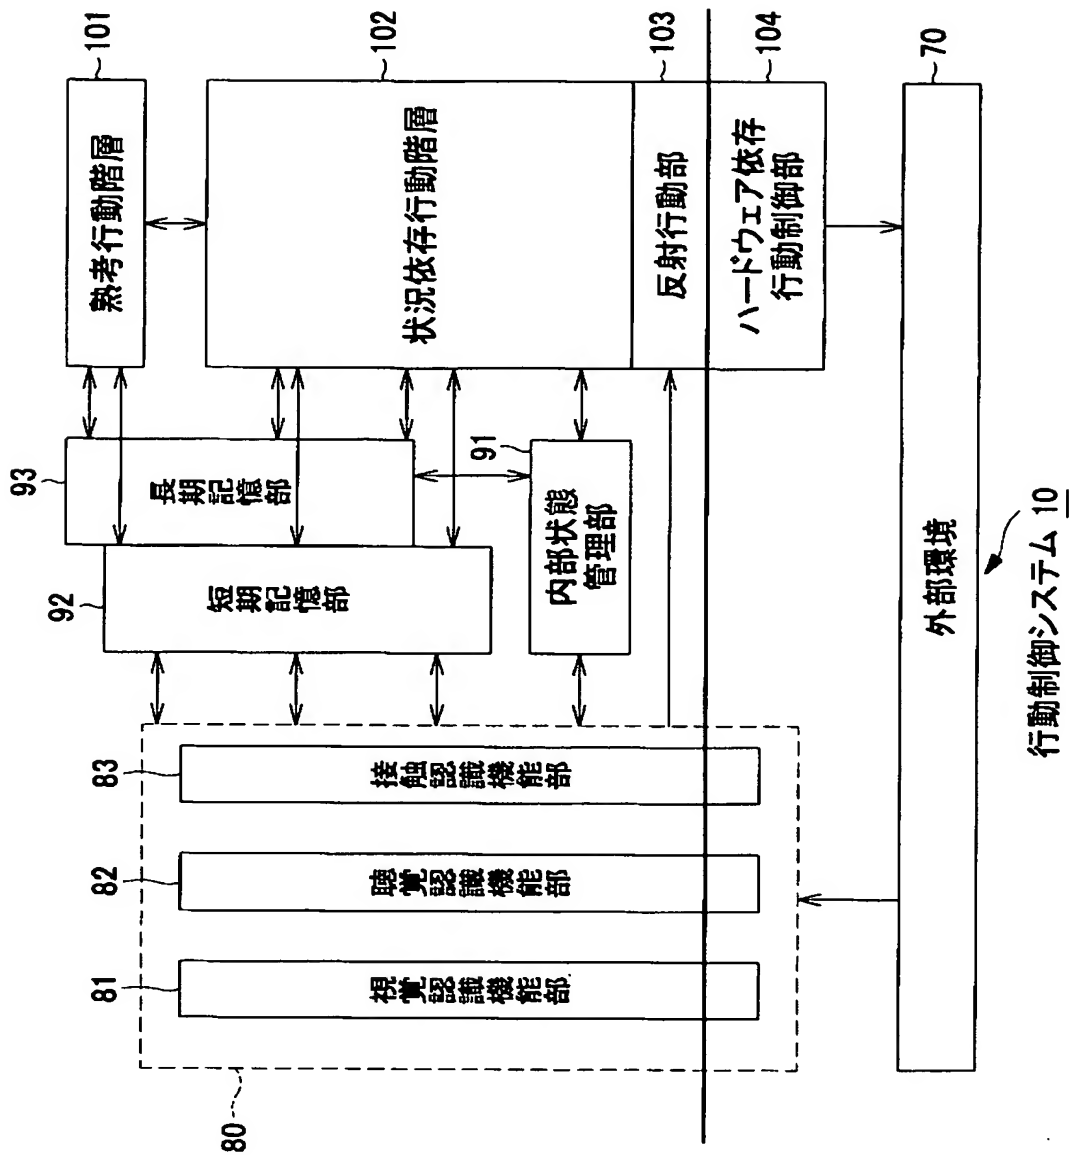 101
熟考行動階層
102
状況依存行動階層
103
反射行動部
104
ハードウェア依存
行動制御部
70
外部環境
93
長期記憶部
92
短期記憶部
91
内部状態
管理部
83
接触認識機能部
82
聴覚認識機能部
81
視覚認識機能部
80
行動制御システム 10